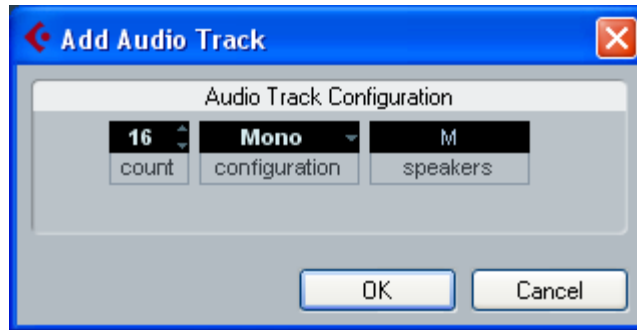 Add Audio Track
Audio Track Configuration
16 Mono M
count configuration speakers
OK Cancel